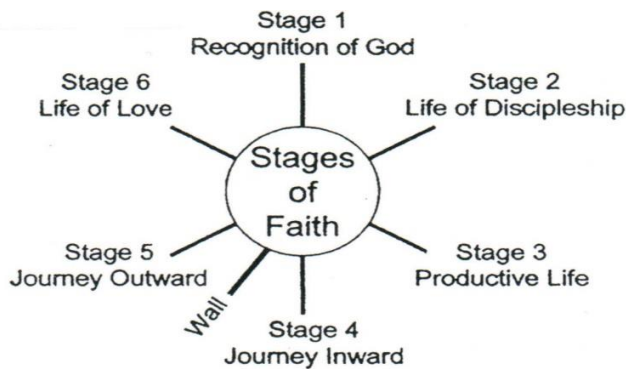 Stage 1
Recognition of God
Stage 2
Life of Discipleship
Stage 3
Productive Life
Stage 4
Journey Inward
Wall
Stage 5
Journey Outward
Stage 6
Life of Love
Stages
of
Faith